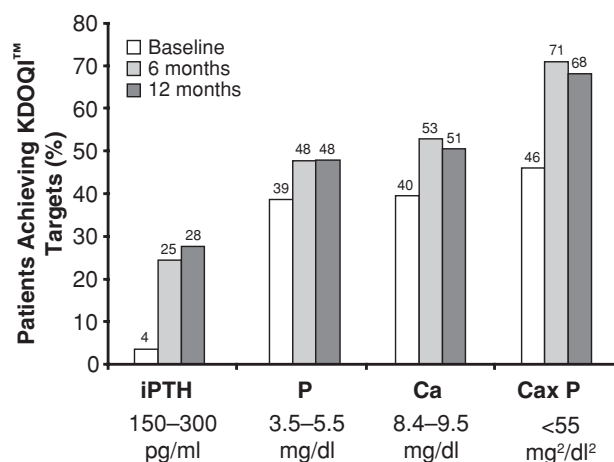 Patients Achieving KDOQI™
Targets (%)
80
70
60
50
40
30
20
10
0
Baseline
6 months
12 months
4
25
28
39
48
48
40
53
51
46
71
68
iPTH
P
Ca
Cax P
150–300
3.5–5.5
8.4–9.5
<55
pg/ml
mg/dl
mg/dl
mg²/dl²